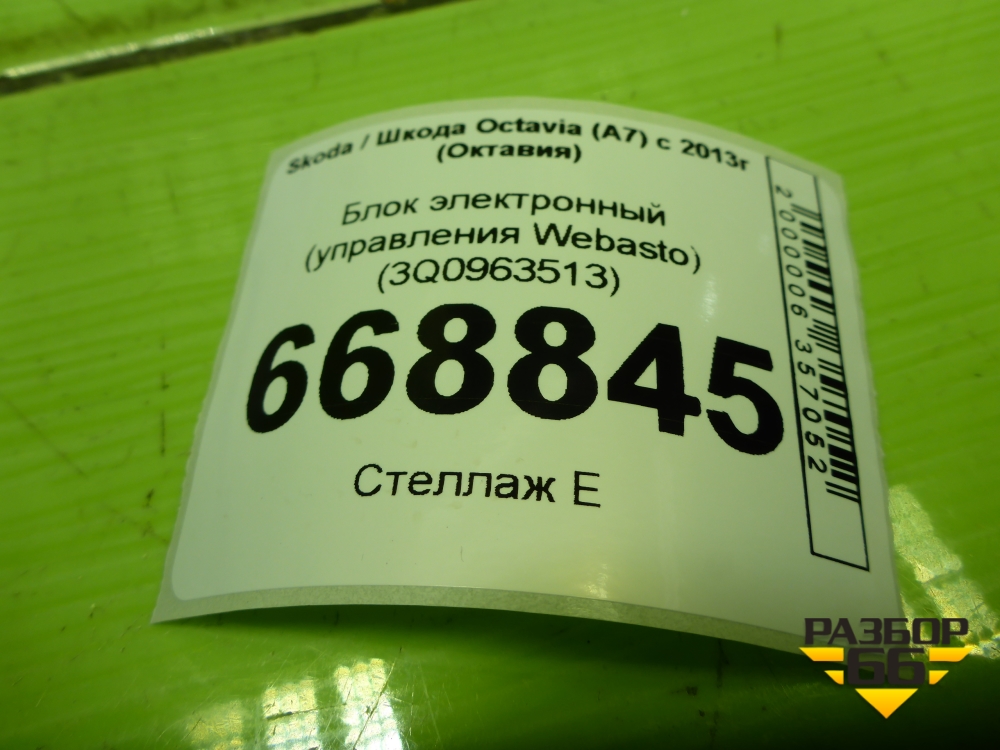 Skoda / Шкода Octavia (A7) с 2013г
(Октавия)
Блок электронный
(управления Webasto)
(3Q0963513)
668845
Стеллаж Е
2000006357052
РАЗБОР
66